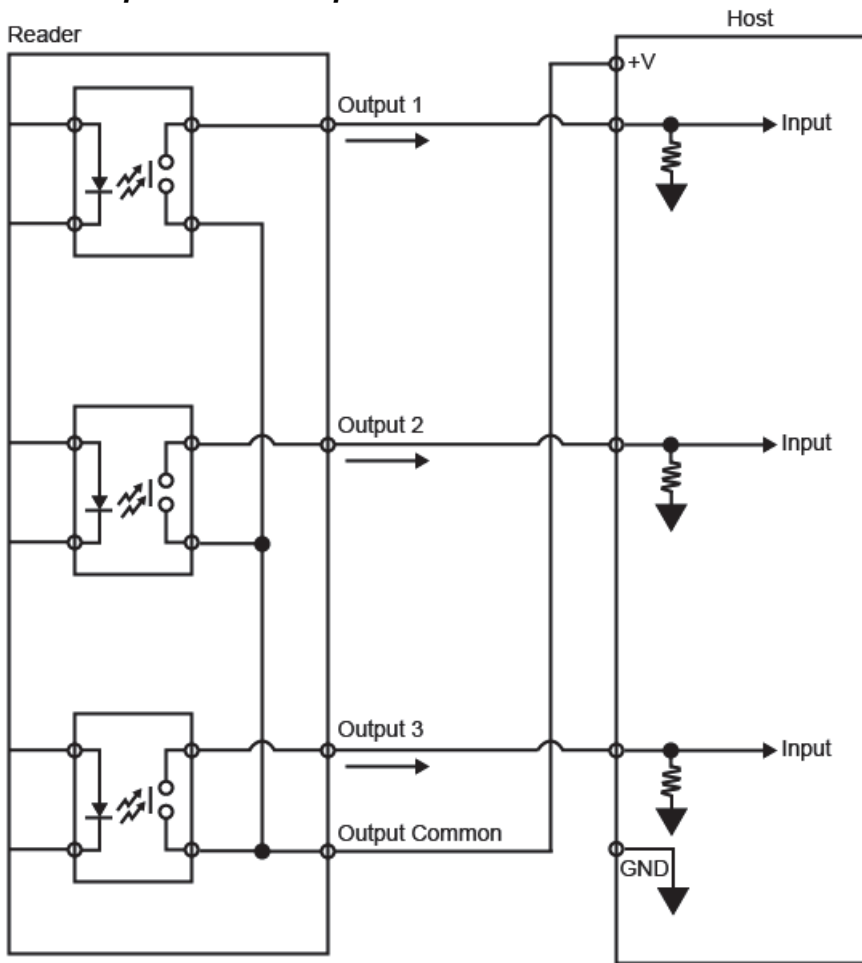 Host
Reader
+V
Output 1
Input
Output 2
Input
Output 3
Input
Output Common
GND